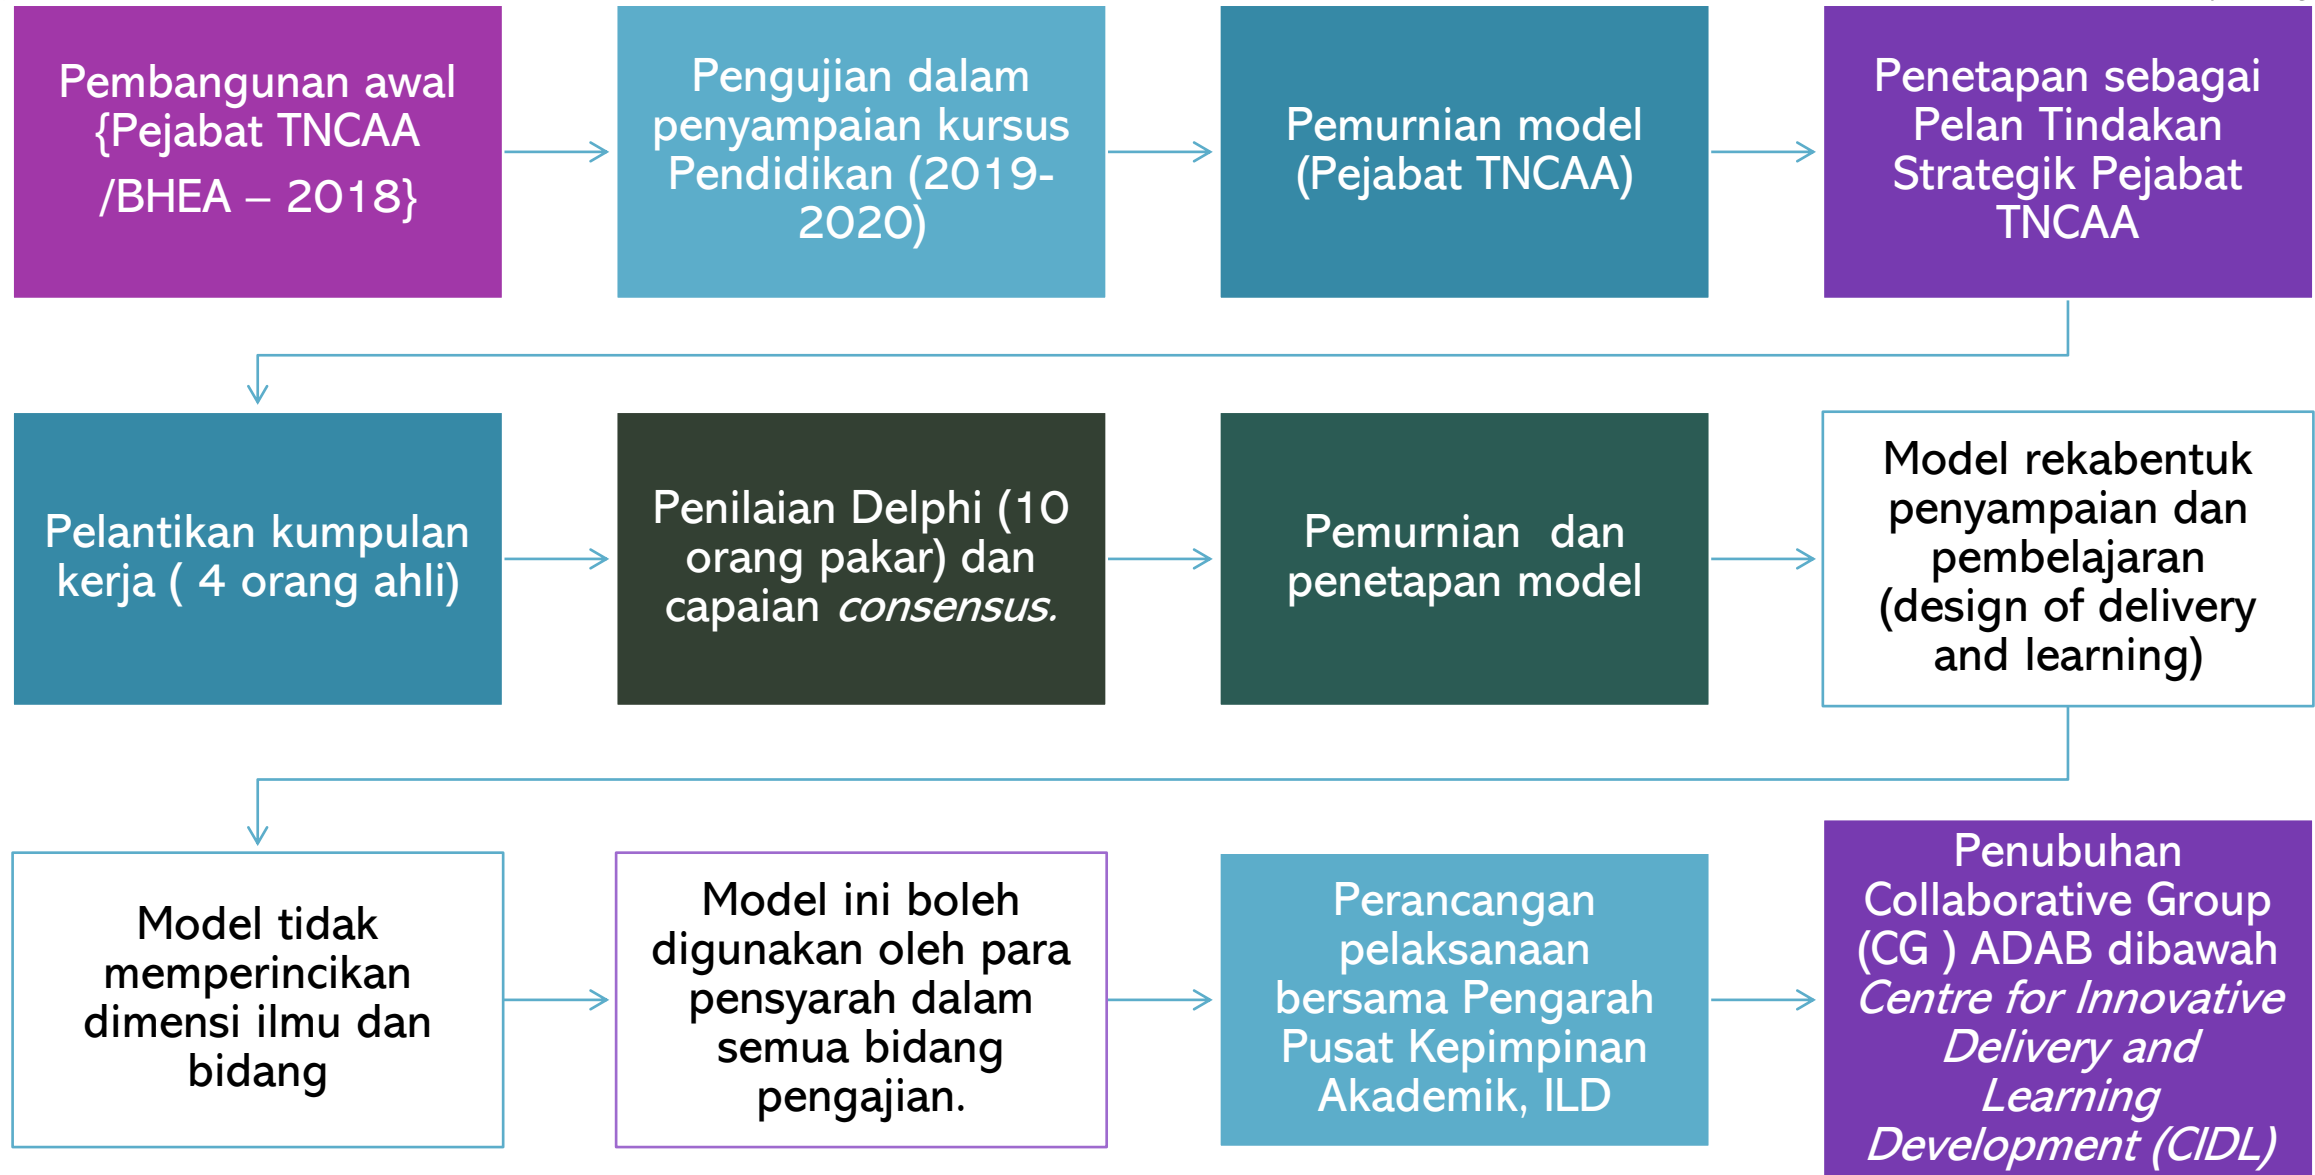 Pembangunan awal
{Pejabat TNCAA
/BHEA – 2018}
Pengujian dalam
penyampaian kursus
Pendidikan (2019-
2020)
Pemurnian model
(Pejabat TNCAA)
Penetapan sebagai
Pelan Tindakan
Strategik Pejabat
TNCAA
Pelantikan kumpulan
kerja ( 4 orang ahli)
Penilaian Delphi (10
orang pakar) dan
capaian consensus.
Pemurnian dan
penetapan model
Model rekabentuk
penyampaian dan
pembelajaran
(design of delivery
and learning)
Model tidak
memperincikan
dimensi ilmu dan
bidang
Model ini boleh
digunakan oleh para
pensyarah dalam
semua bidang
pengajian.
Perancangan
pelaksanaan
bersama Pengarah
Pusat Kepimpinan
Akademik, ILD
Penubuhan
Collaborative Group
(CG ) ADAB dibawah
Centre for Innovative
Delivery and
Learning
Development (CIDL)